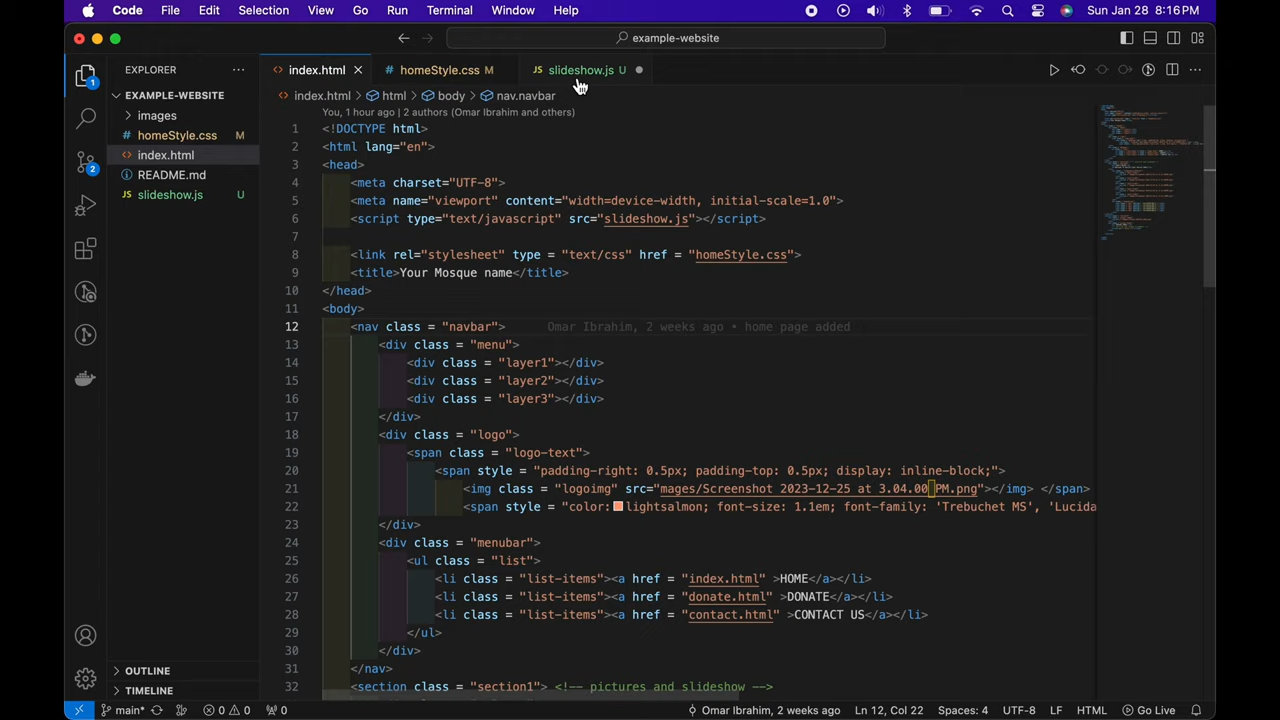 Code File Edit Selection View Go Run Terminal Window Help Sun Jan 28 8:16 PM
example-website
EXPLORER
index.html
homeStyle.css M
slideshow.js U
EXAMPLE-WEBSITE
images
homeStyle.css M
index.html
README.md
slideshow.js U
1
2
OUTLINE
TIMELINE
index.html > html > body > nav.navbar
You, 1 hour ago | 2 authors (Omar Ibrahim and others)
1 <!DOCTYPE html>
2 <html lang="en">
3 <head>
4 <meta charset="UTF-8">
5 <meta name="viewport" content="width=device-width, initial-scale=1.0">
6 <script type="text/javascript" src="slideshow.js"></script>
7
8 <link rel="stylesheet" type = "text/css" href = "homeStyle.css">
9 <title>Your Mosque name</title>
10 </head>
11 <body>
12 <nav class = "navbar"> Omar Ibrahim, 2 weeks ago • home page added
13 <div class = "menu">
14 <div class = "layer1"></div>
15 <div class = "layer2"></div>
16 <div class = "layer3"></div>
17 </div>
18 <div class = "logo">
19 <span class = "logo-text">
20 <span style = "padding-right: 0.5px; padding-top: 0.5px; display: inline-block;">
21 <img class = "logoimg" src="mages/Screenshot 2023-12-25 at 3.04.00 PM.png"></img> </span>
22 <span style = "color: lightsalmon; font-size: 1.1em; font-family: 'Trebuchet MS', 'Lucida
23 </div>
24 <div class = "menubar">
25 <ul class = "list">
26 <li class = "list-items"><a href = "index.html" >HOME</a></li>
27 <li class = "list-items"><a href = "donate.html" >DONATE</a></li>
28 <li class = "list-items"><a href = "contact.html" >CONTACT US</a></li>
29 </ul>
30 </div>
31 </nav>
32 <section class = "section1"> <!-- pictures and slideshow -->
main* 0 0 0 Omar Ibrahim, 2 weeks ago Ln 12, Col 22 Spaces: 4 UTF-8 LF HTML Go Live